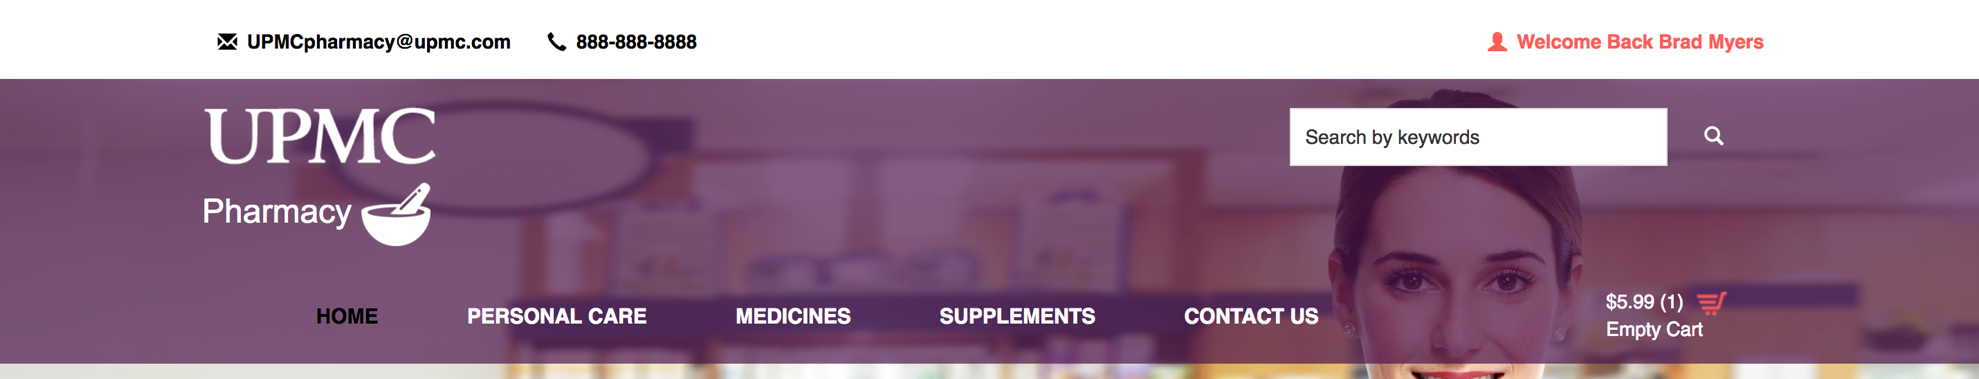 UPMCpharmacy@upmc.com 888-888-8888 Welcome Back Brad Myers
UPMC
Pharmacy
Search by keywords
HOME PERSONAL CARE MEDICINES SUPPLEMENTS CONTACT US
$5.99 (1)
Empty Cart